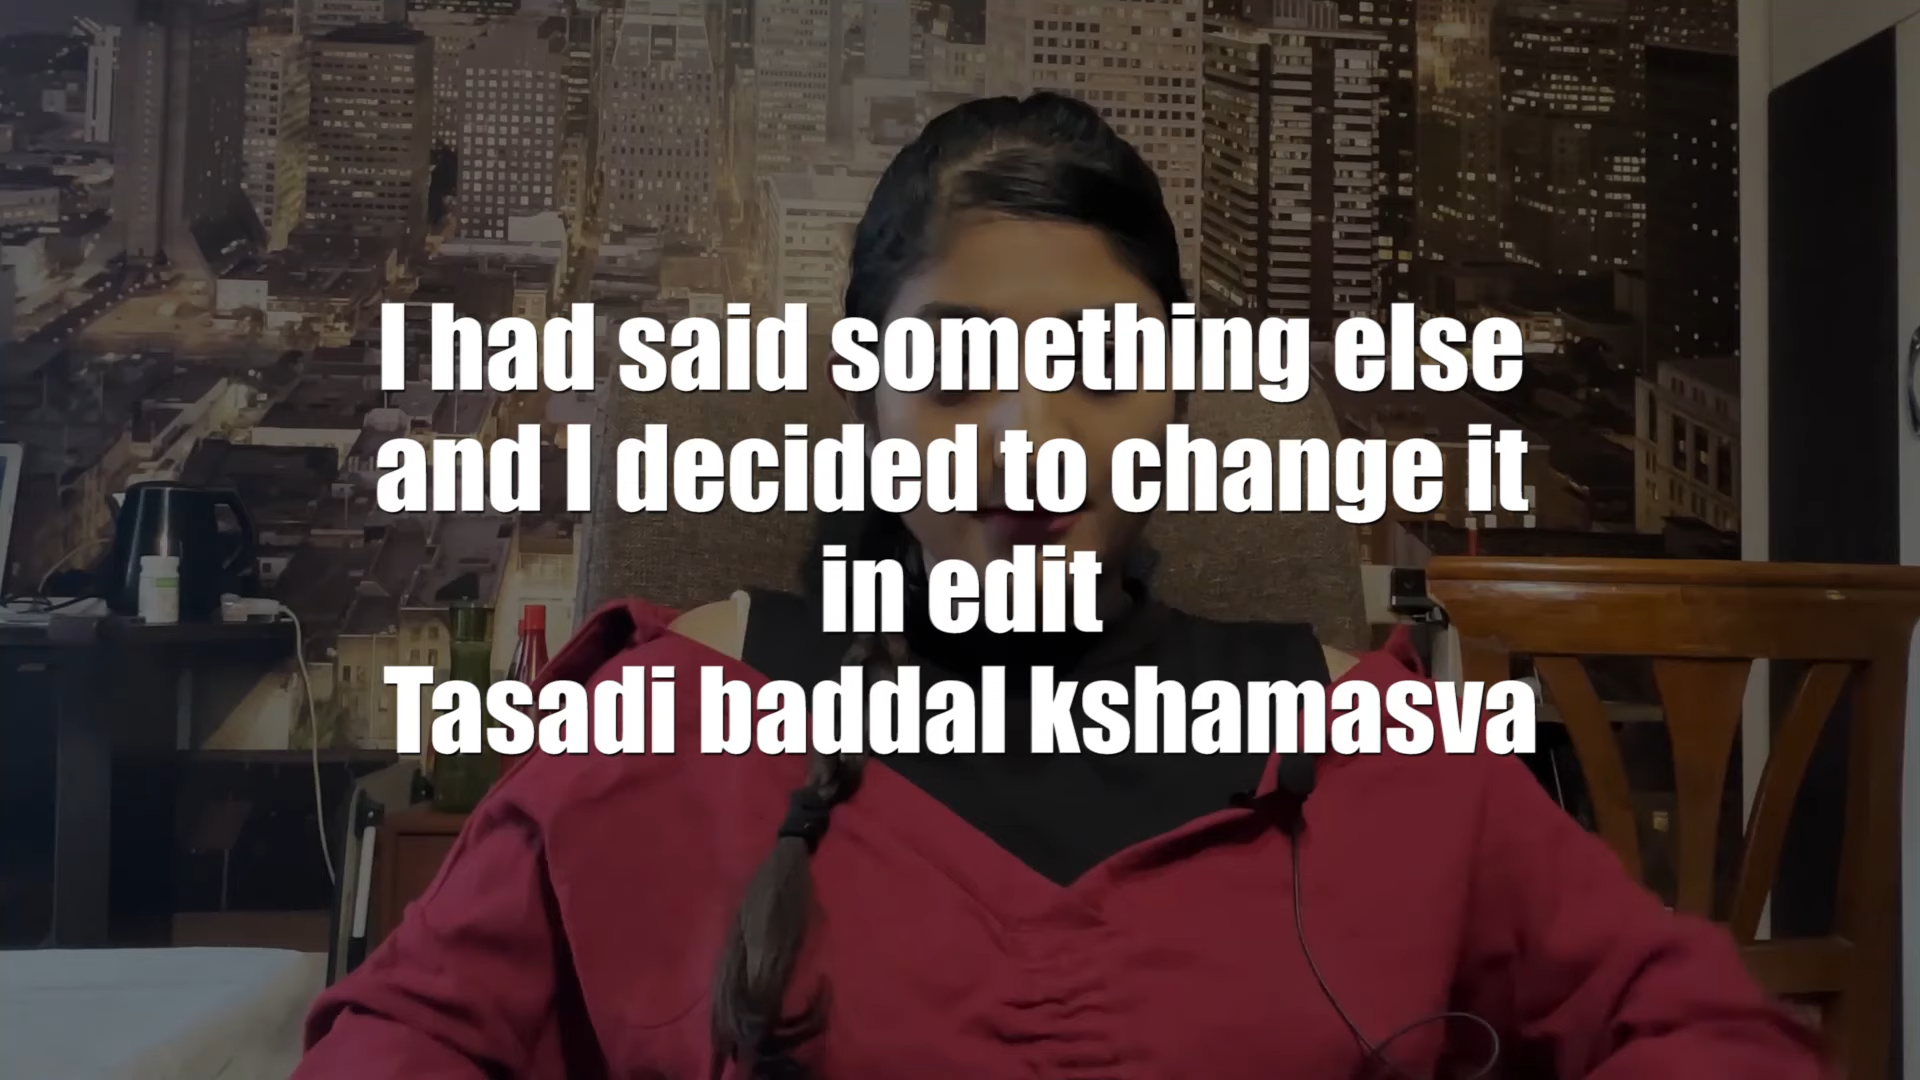 I had said something else
and I decided to change it
in edit
Tasadi baddal kshamasva